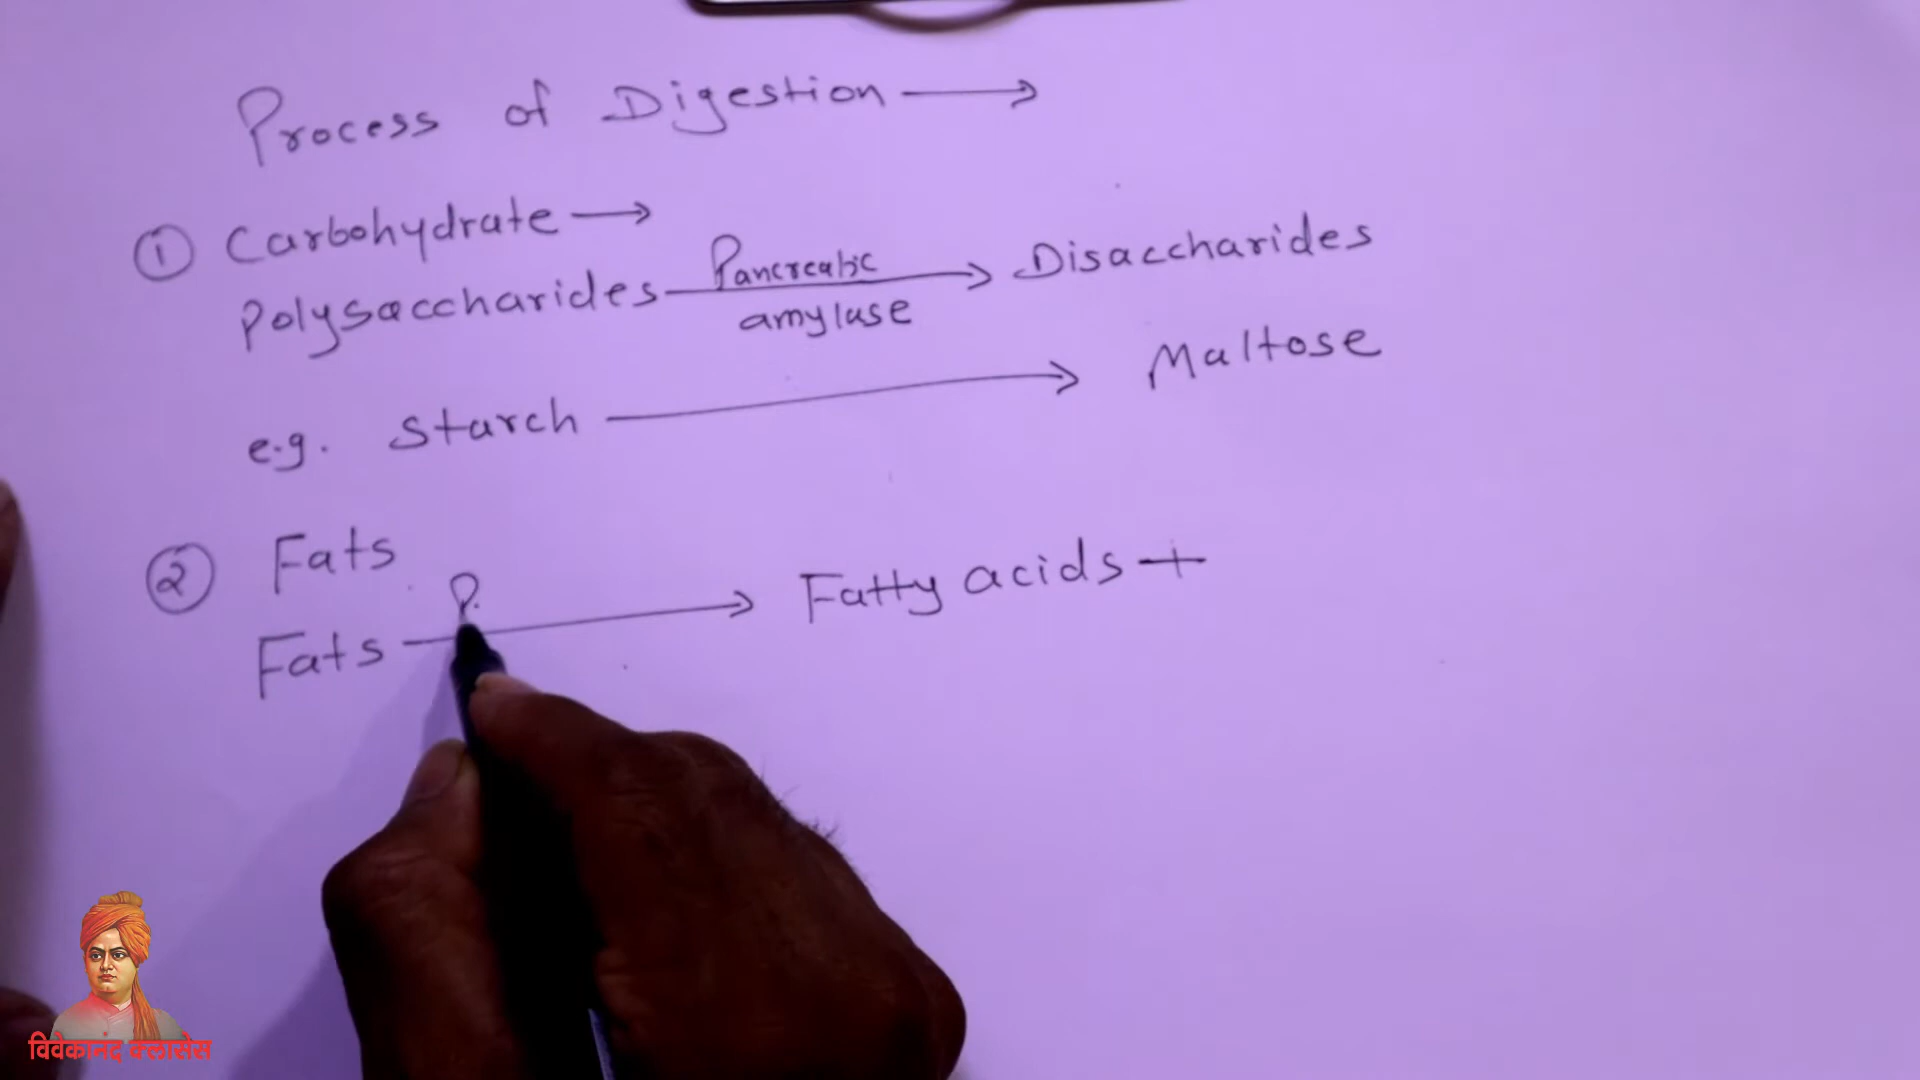 Process of Digestion →
① Carbohydrate →
Polysaccharides Pancreatic amylase → Disaccharides
e.g. Starch → Maltose
② Fats
Fats P. → Fatty acids +
विवेकानंद क्लासेस